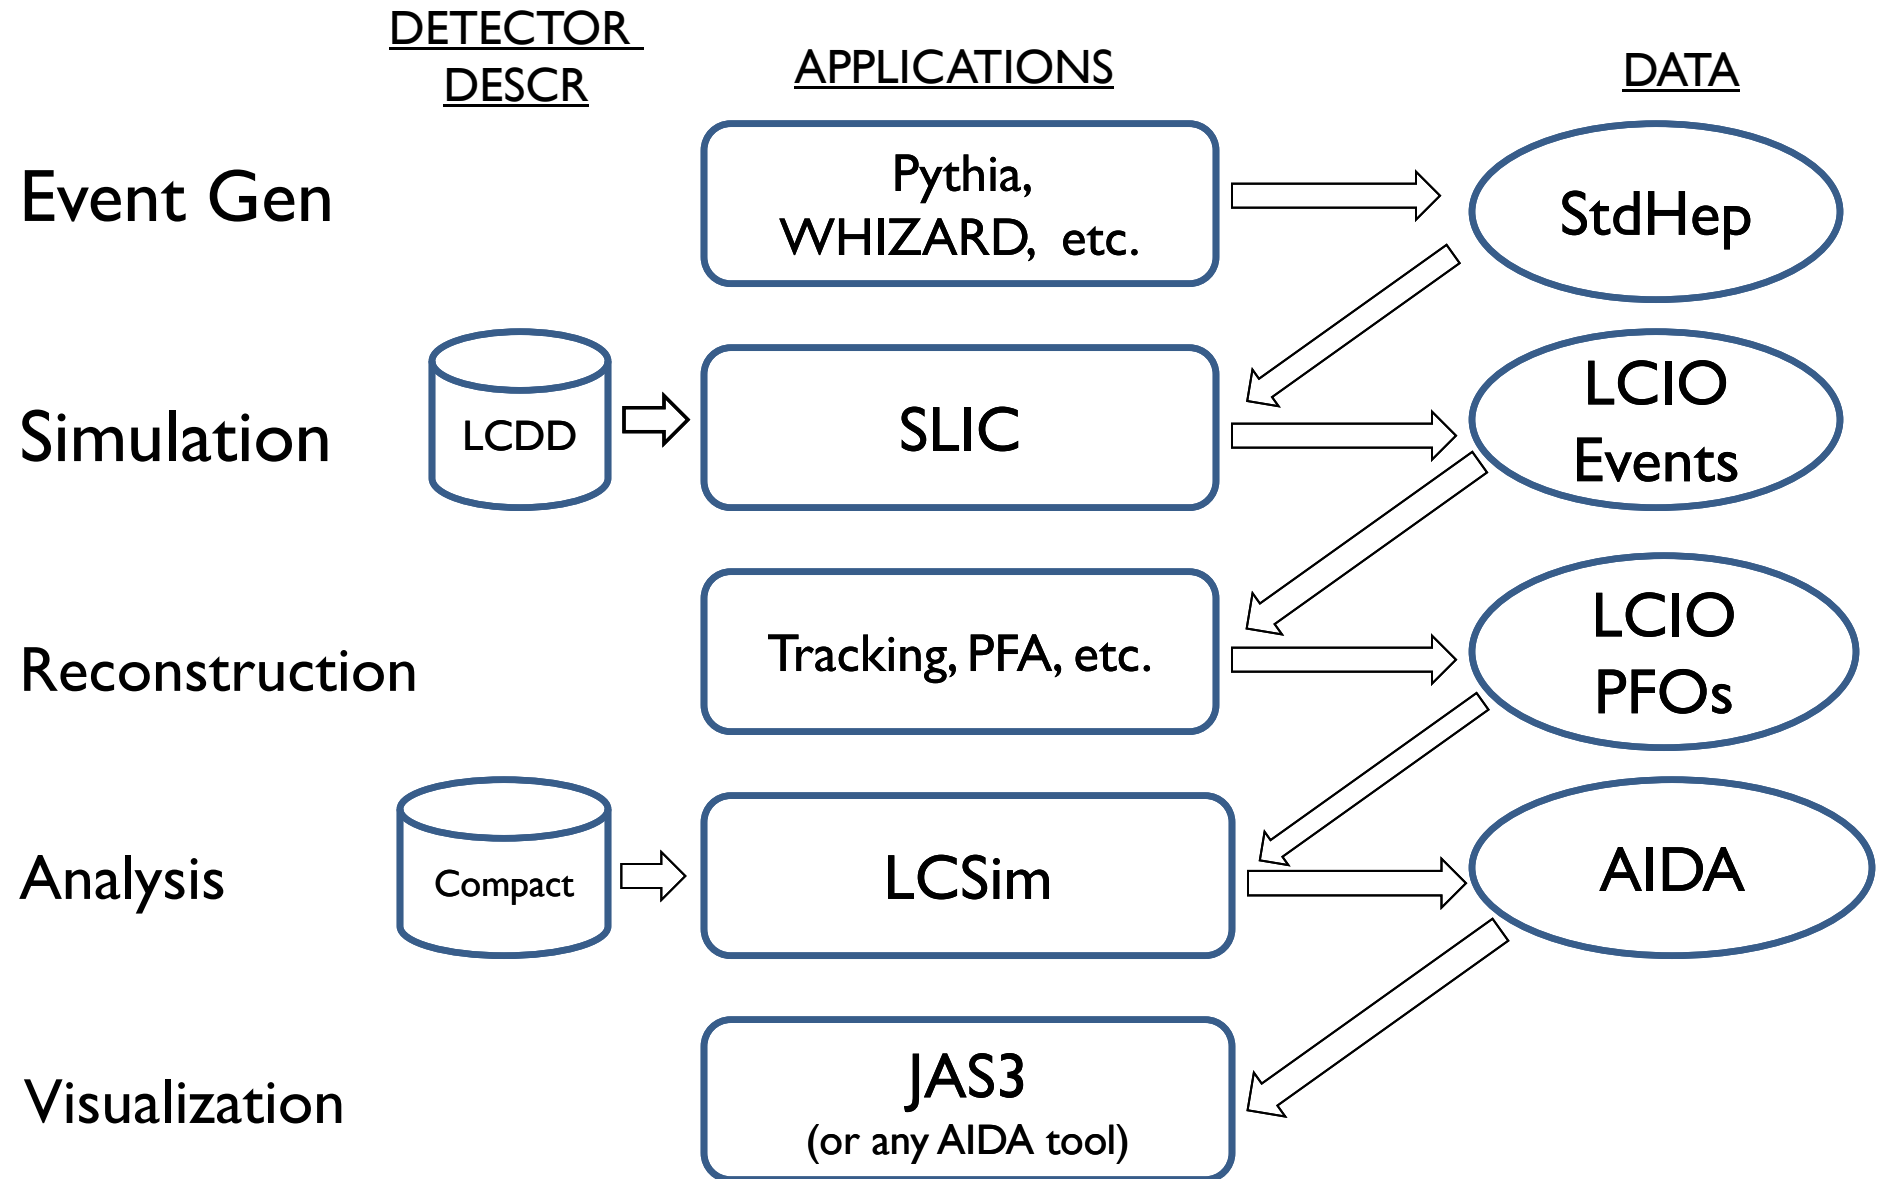 DETECTOR
DESCR
APPLICATIONS
DATA
Event Gen
Pythia,
WHIZARD, etc.
StdHep
Simulation
LCDD
SLIC
LCIO
Events
Reconstruction
Tracking, PFA, etc.
LCIO
PFOs
Analysis
Compact
LCSim
AIDA
Visualization
JAS3
(or any AIDA tool)